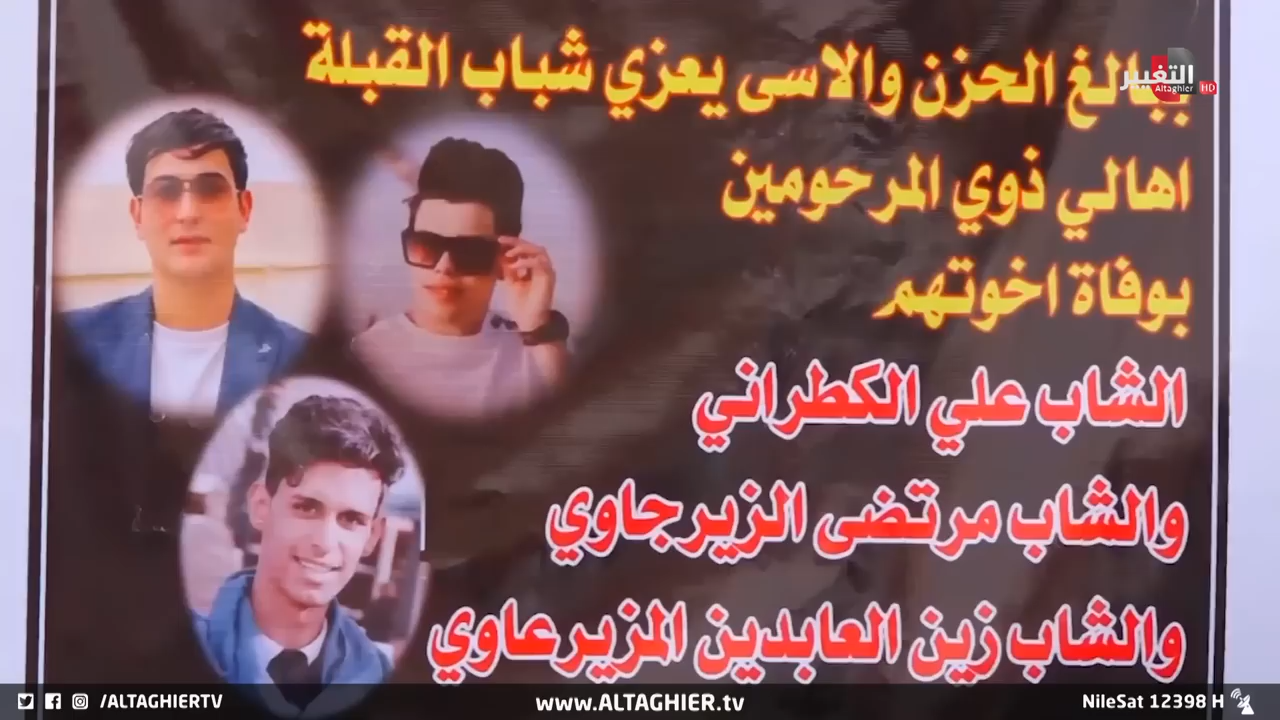 ببالغ الحزن والاسى يعزي شباب القبلة
التغيير
Altaghier HD
اهالي ذوي المرحومين
بوفاة اخوتهم
الشاب علي الكطراني
والشاب مرتضى الزيرجاوي
والشاب زين العابدين المزيرعاوي
/ALTAGHIERTV
www.ALTAGHIER.tv
NileSat 12398 H